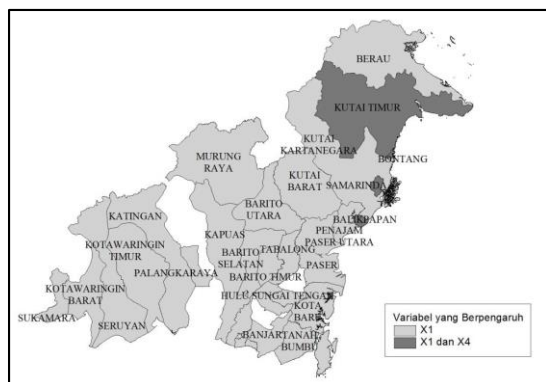 BERAU
KUTAI TIMUR
KUTAI
KARTANEGARA
BONTANG
MURUNG
RAYA
KUTAI
BARAT
SAMARINDA
BARITO
UTARA
BALIKPAPAN
KATINGAN
PENAJAM
PASER UTARA
KOTAWARINGIN
TIMUR
KAPUAS
BARITO
SELATAN
TABALONG
PALANGKARAYA
BARITO TIMUR
PASER
KOTAWARINGIN
BARAT
HULU SUNGAI TENGAH
KOTA
BARU
SUKAMARA
SERUYAN
BANJAR
TANAH
BUMBU
Variabel yang Berpengaruh
X1
X1 dan X4